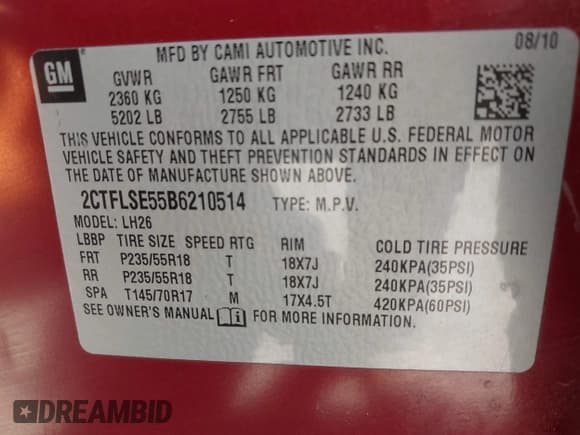 GM
MFD BY CAMI AUTOMOTIVE INC. 08/10
GVWR GAWR FRT GAWR RR
2360 KG 1250 KG 1240 KG
5202 LB 2755 LB 2733 LB
THIS VEHICLE CONFORMS TO ALL APPLICABLE U.S. FEDERAL MOTOR
VEHICLE SAFETY AND THEFT PREVENTION STANDARDS IN EFFECT ON
THE DATE OF MANUFACTURE SHOWN ABOVE.
2CTFLSE55B6210514 TYPE: M.P.V.
MODEL: LH26
LBBP TIRE SIZE SPEED RTG RIM COLD TIRE PRESSURE
FRT P235/55R18 T 18X7J 240KPA(35PSI)
RR P235/55R18 T 18X7J 240KPA(35PSI)
SPA T145/70R17 M 17X4.5T 420KPA(60PSI)
SEE OWNER'S MANUAL i FOR MORE INFORMATION.
DREAMBID